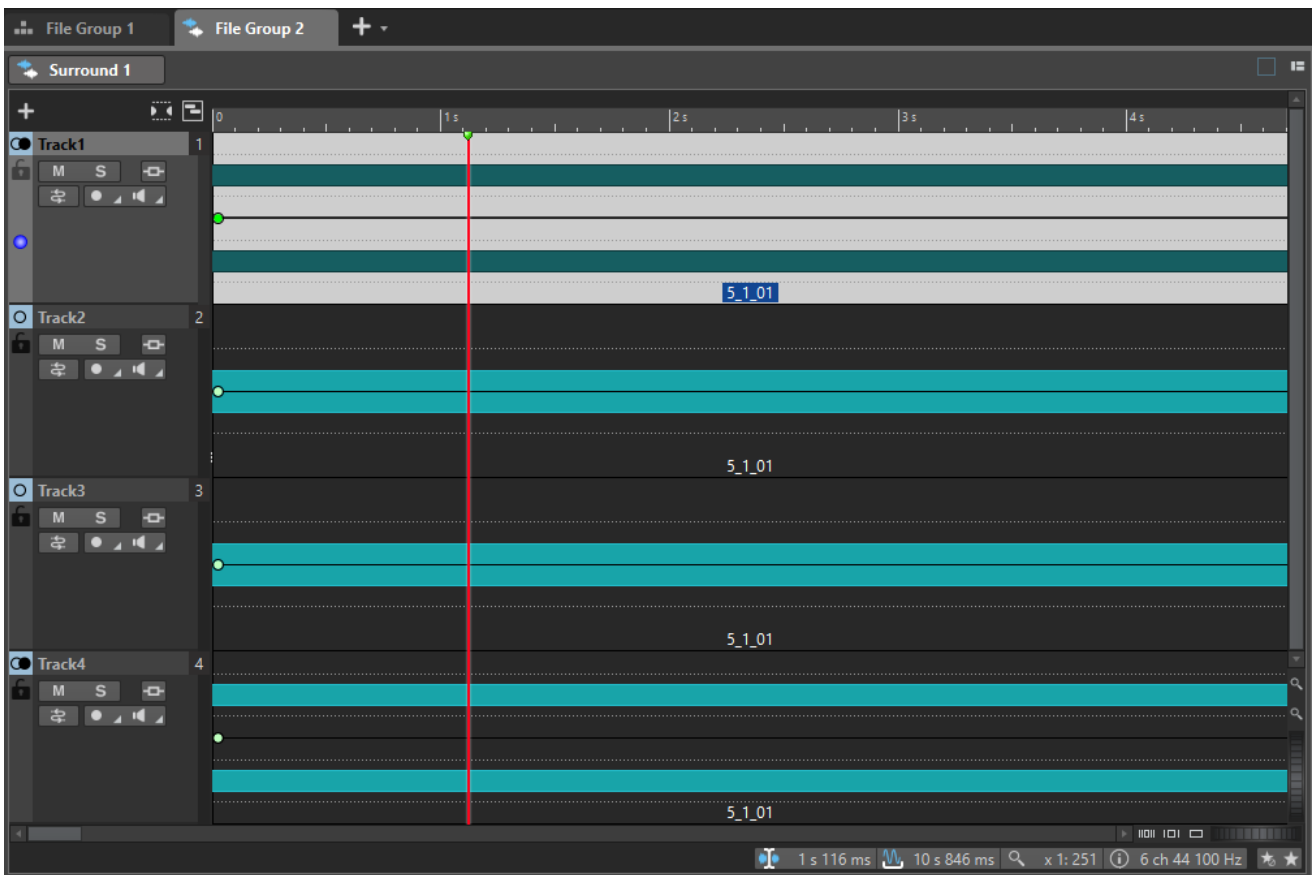 File Group 1 File Group 2
Surround 1
0 1 s 2 s 3 s 4 s
Track1 1
M S
5_1_01
Track2 2
M S
5_1_01
Track3 3
M S
5_1_01
Track4 4
M S
5_1_01
1 s 116 ms 10 s 846 ms x 1: 251 6 ch 44 100 Hz